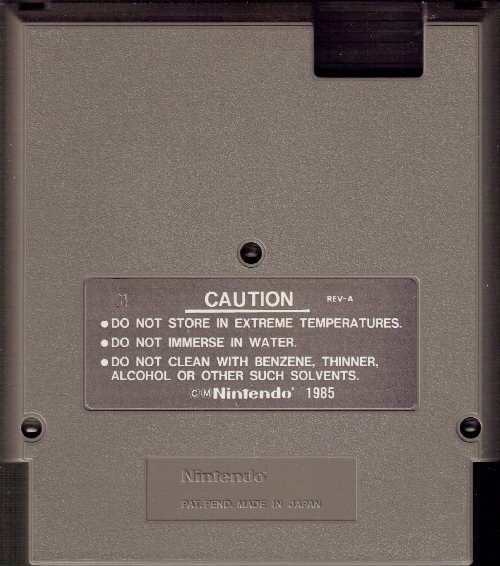 CAUTION REV-A
●DO NOT STORE IN EXTREME TEMPERATURES.
●DO NOT IMMERSE IN WATER.
●DO NOT CLEAN WITH BENZENE, THINNER,
ALCOHOL OR OTHER SUCH SOLVENTS.
©ⓂNintendo® 1985
Nintendo®
PAT. PEND. MADE IN JAPAN